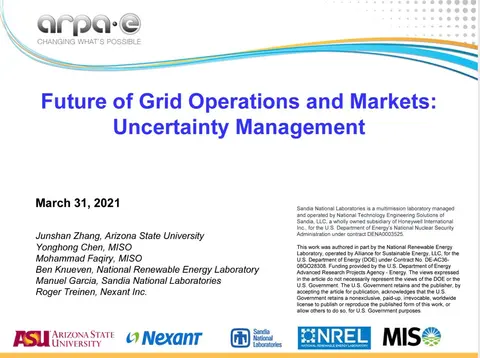 arpa·e
CHANGING WHAT'S POSSIBLE
Future of Grid Operations and Markets:
Uncertainty Management
March 31, 2021
Junshan Zhang, Arizona State University
Yonghong Chen, MISO
Mohammad Faqiry, MISO
Ben Knueven, National Renewable Energy Laboratory
Manuel Garcia, Sandia National Laboratories
Roger Treinen, Nexant Inc.
Sandia National Laboratories is a multimission laboratory managed
and operated by National Technology Engineering Solutions of
Sandia, LLC, a wholly owned subsidiary of Honeywell International
Inc., for the U.S. Department of Energy's National Nuclear Security
Administration under contract DENA0003525.
This work was authored in part by the National Renewable Energy
Laboratory, operated by Alliance for Sustainable Energy, LLC, for the
U.S. Department of Energy (DOE) under Contract No. DE-AC36-
08GO28308. Funding provided by the U.S. Department of Energy
Advanced Research Projects Agency - Energy. The views expressed
in the article do not necessarily represent the views of the DOE or the
U.S. Government. The U.S. Government retains and the publisher, by
accepting the article for publication, acknowledges that the U.S.
Government retains a nonexclusive, paid-up, irrevocable, worldwide
license to publish or reproduce the published form of this work, or
allow others to do so, for U.S. Government purposes
ASU ARIZONA STATE
UNIVERSITY
Nexant
Sandia
National
Laboratories
NREL
NATIONAL RENEWABLE ENERGY LABORATORY
MISO